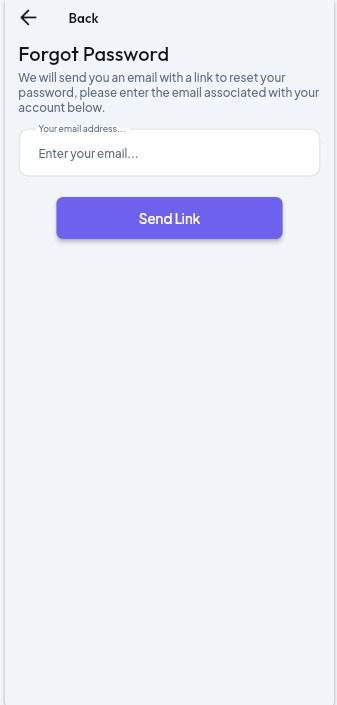 Back
Forgot Password
We will send you an email with a link to reset your
password, please enter the email associated with your
account below.
Your email address...
Enter your email...
Send Link